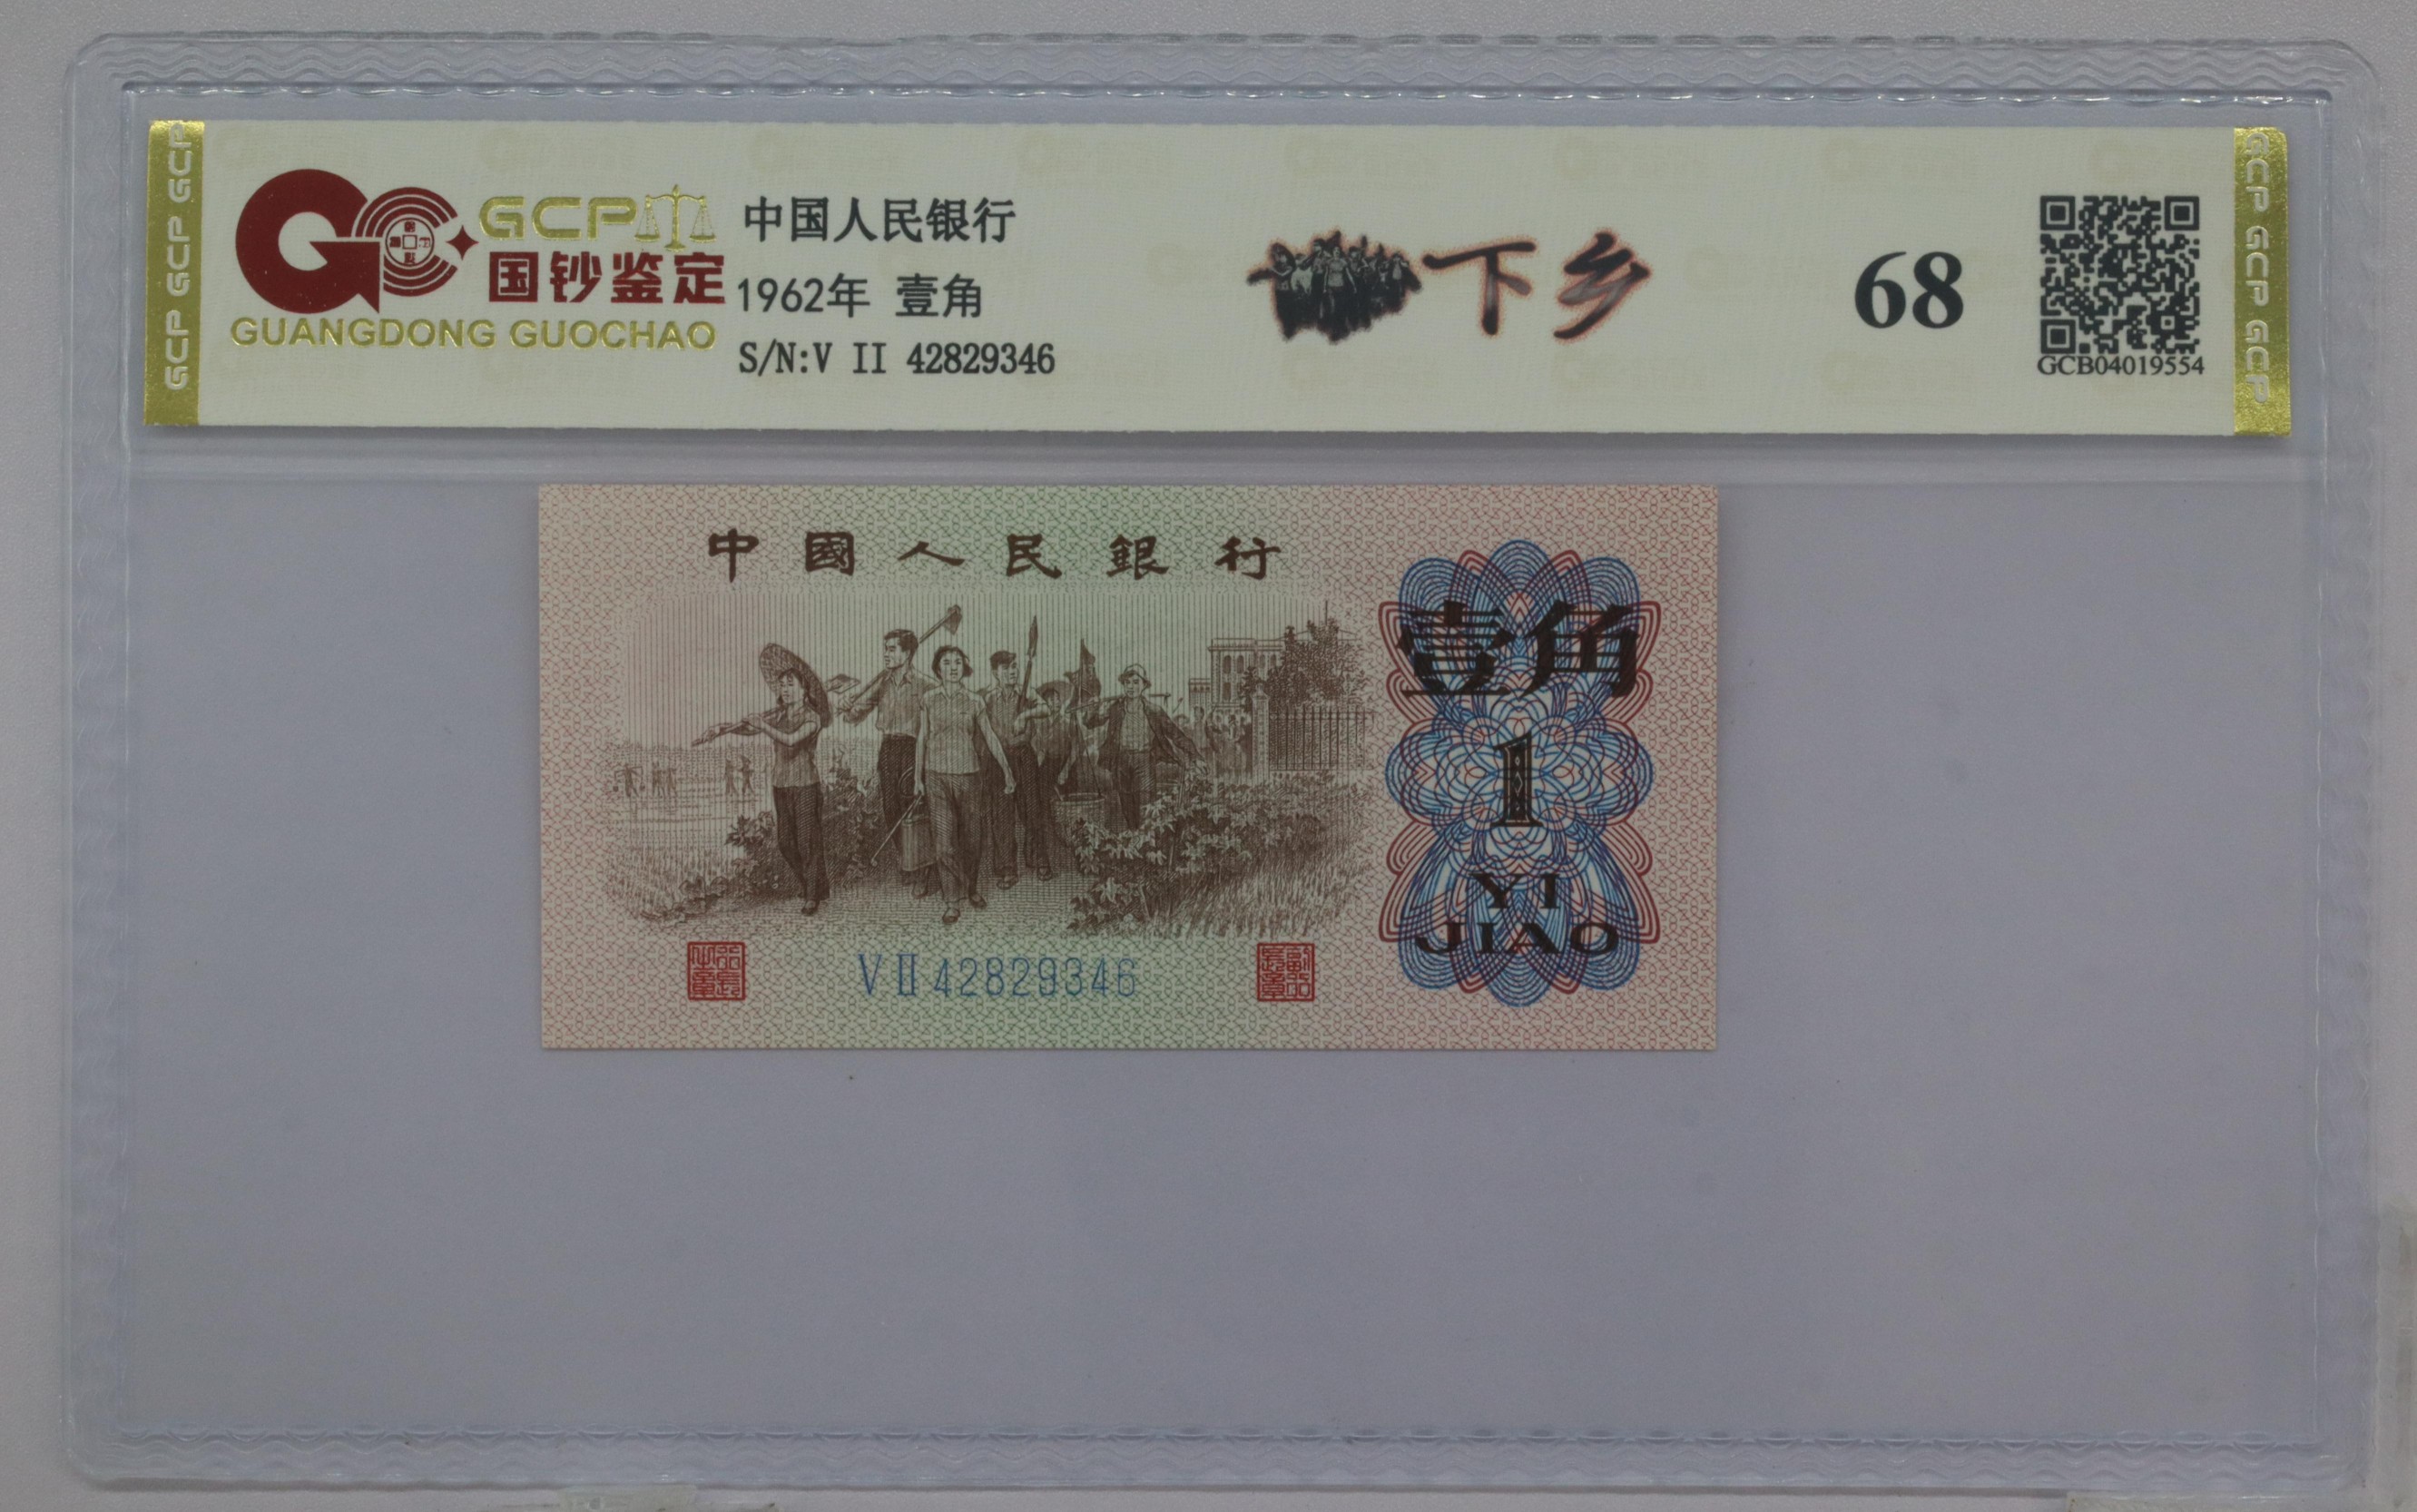 GCP GCP GCP
GCP
国钞鉴定
GUANGDONG GUOCHAO
中国人民银行
1962年 壹角
S/N:V II 42829346
下乡
68
GCB04019554
GCP GCP GCP
中國人民銀行
壹角
1
YI
JIAO
VⅡ42829346